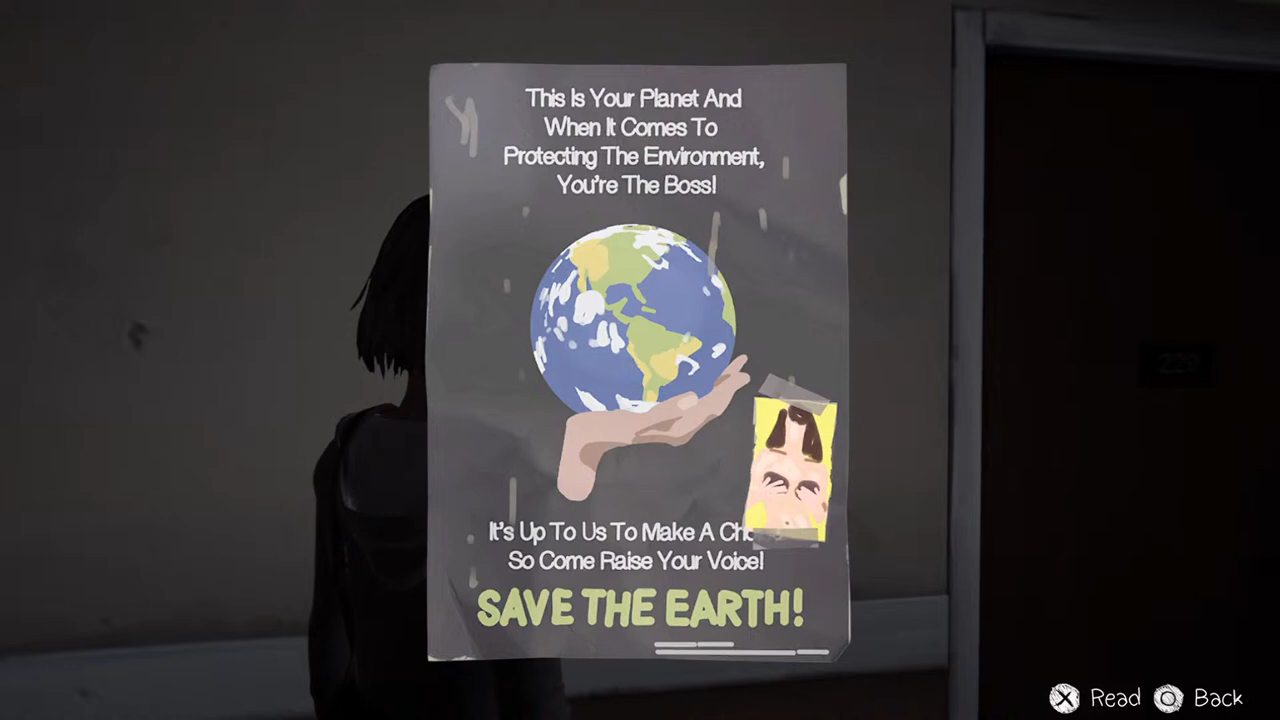 This Is Your Planet And
When It Comes To
Protecting The Environment,
You're The Boss!
It's Up To Us To Make A Ch
So Come Raise Your Voice!
SAVE THE EARTH!
Read Back